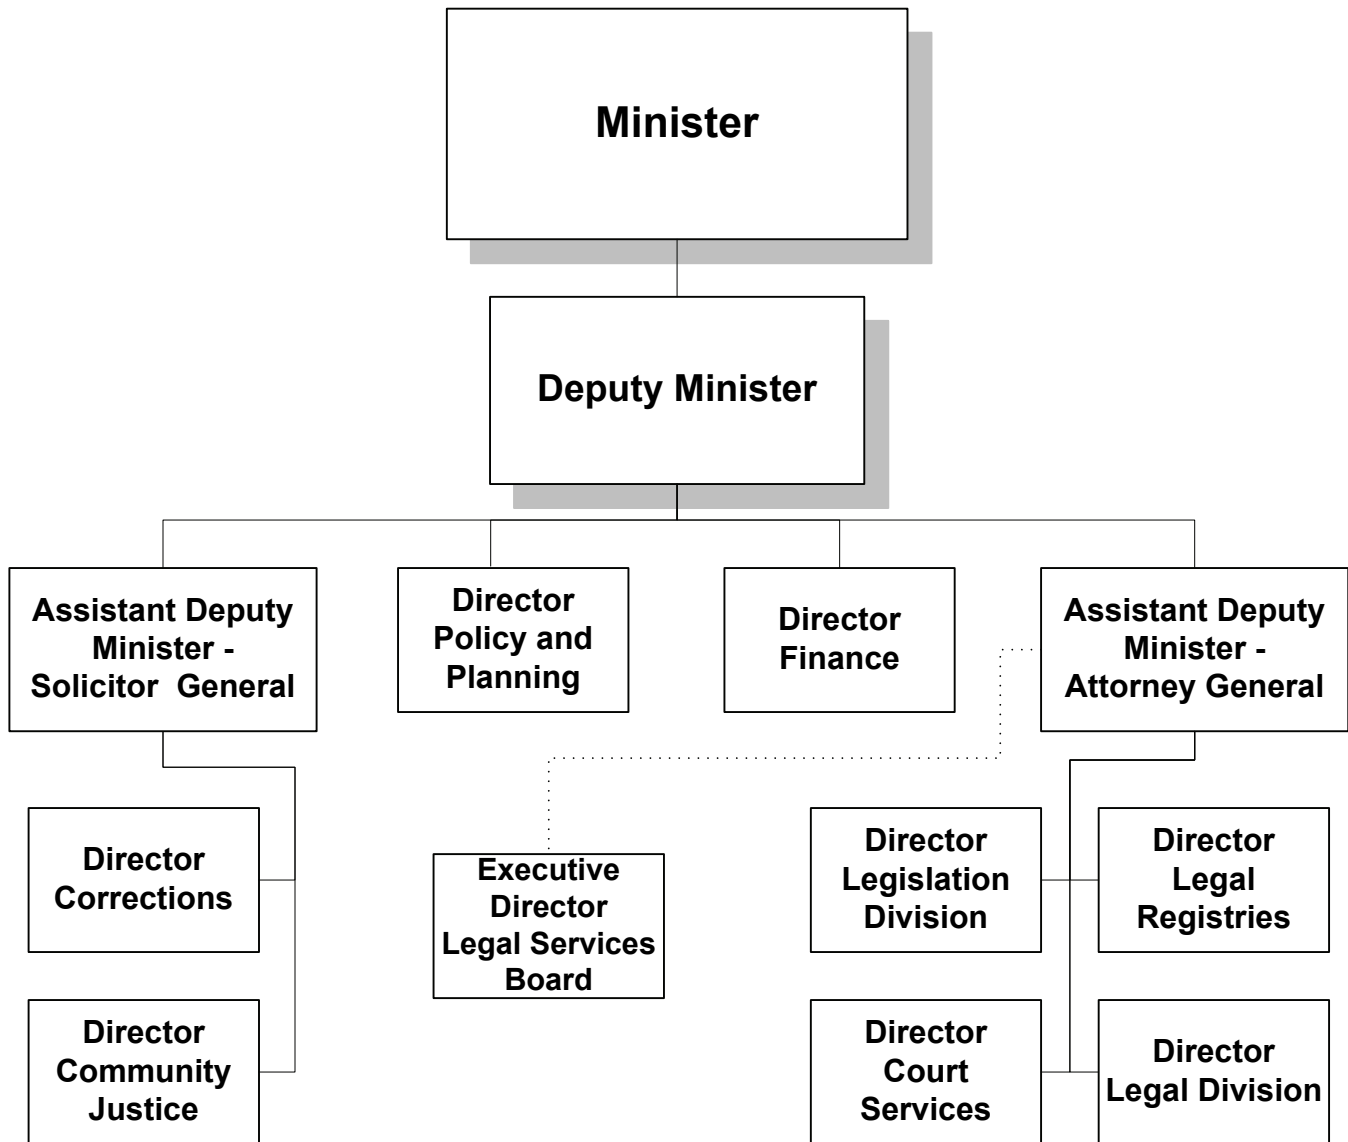 Minister
Deputy Minister
Assistant Deputy
Minister -
Solicitor  General
Director
Policy and
Planning
Director
Finance
Assistant Deputy
Minister -
Attorney General
Director
Corrections
Executive
Director
Legal Services
Board
Director
Legislation
Division
Director
Legal
Registries
Director
Community
Justice
Director
Court
Services
Director
Legal Division